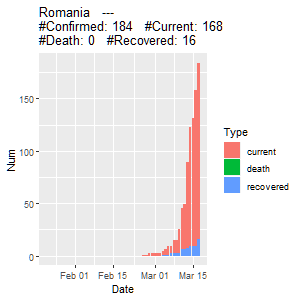 Romania   ---
#Confirmed: 184   #Current: 168
#Death: 0   #Recovered: 16
150
100
50
0
Num
Feb 01
Feb 15
Mar 01
Mar 15
Date
Type
current
death
recovered